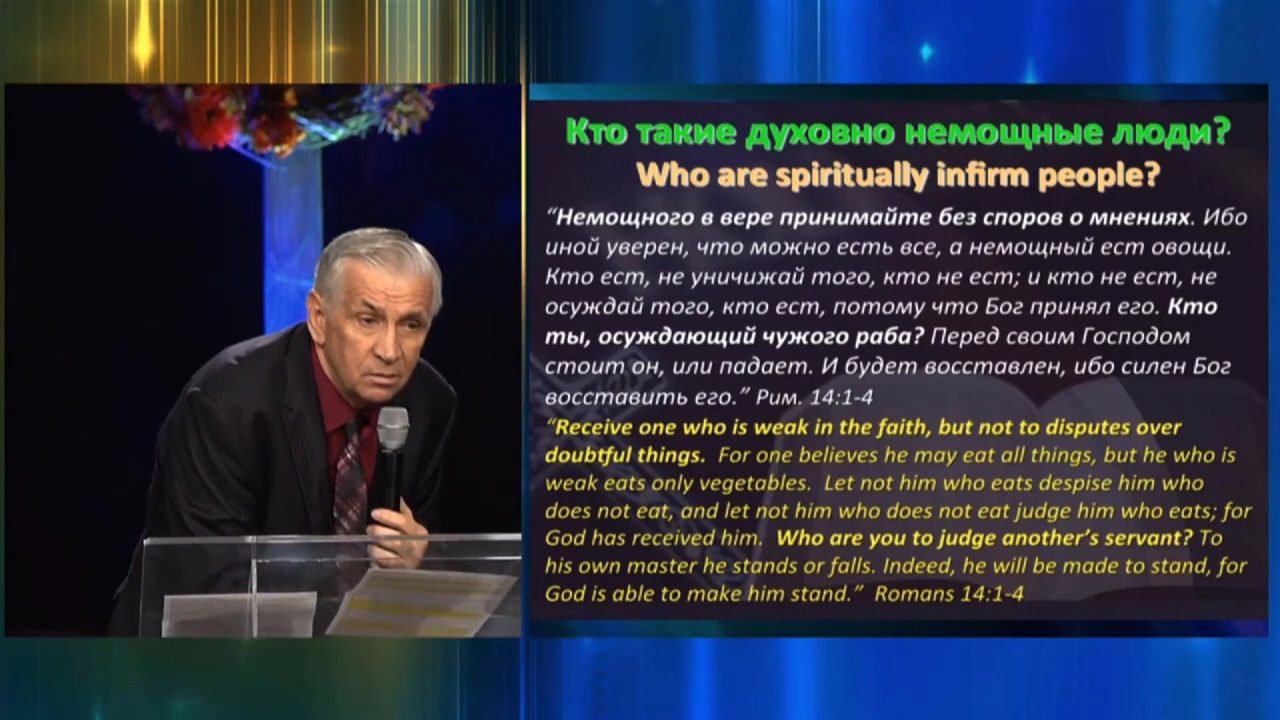 Кто такие духовно немощные люди?
Who are spiritually infirm people?
“Немощного в вере принимайте без споров о мнениях. Ибо
иной уверен, что можно есть все, а немощный ест овощи.
Кто ест, не уничижай того, кто не ест; и кто не ест, не
осуждай того, кто ест, потому что Бог принял его. Кто
ты, осуждающий чужого раба? Перед своим Господом
стоит он, или падает. И будет восставлен, ибо силен Бог
восставить его.” Рим. 14:1-4
“Receive one who is weak in the faith, but not to disputes over
doubtful things. For one believes he may eat all things, but he who is
weak eats only vegetables. Let not him who eats despise him who
does not eat, and let not him who does not eat judge him who eats; for
God has received him. Who are you to judge another’s servant? To
his own master he stands or falls. Indeed, he will be made to stand, for
God is able to make him stand.” Romans 14:1-4